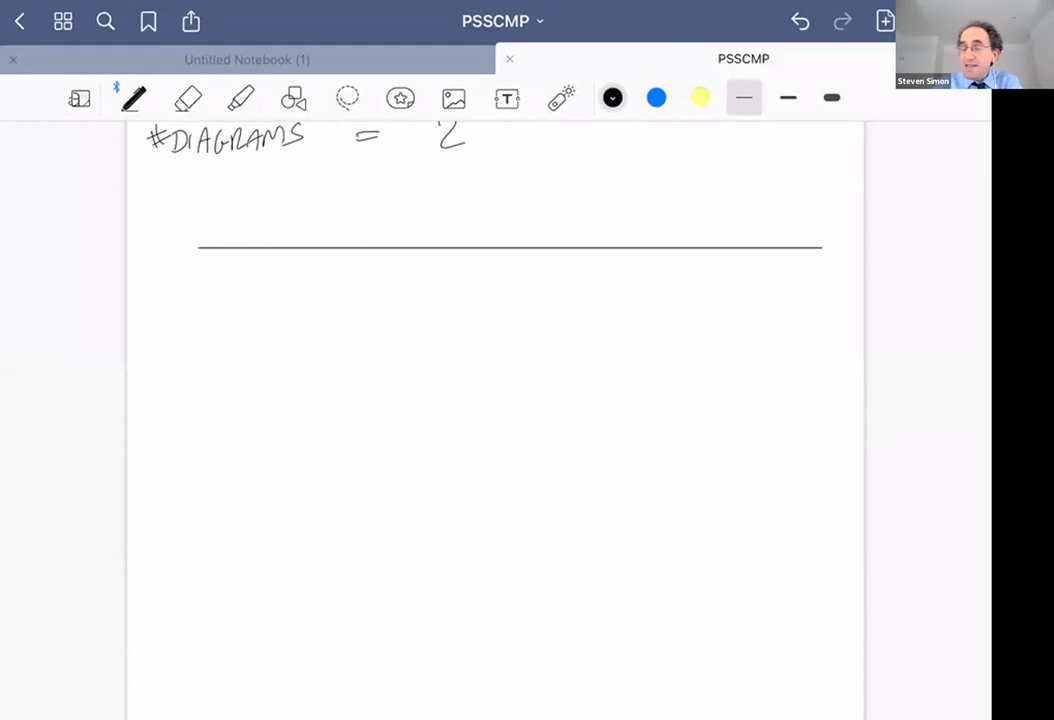 PSSCMP
Untitled Notebook (1)
PSSCMP
T
Steven Simon
#DIAGRAMS = 2